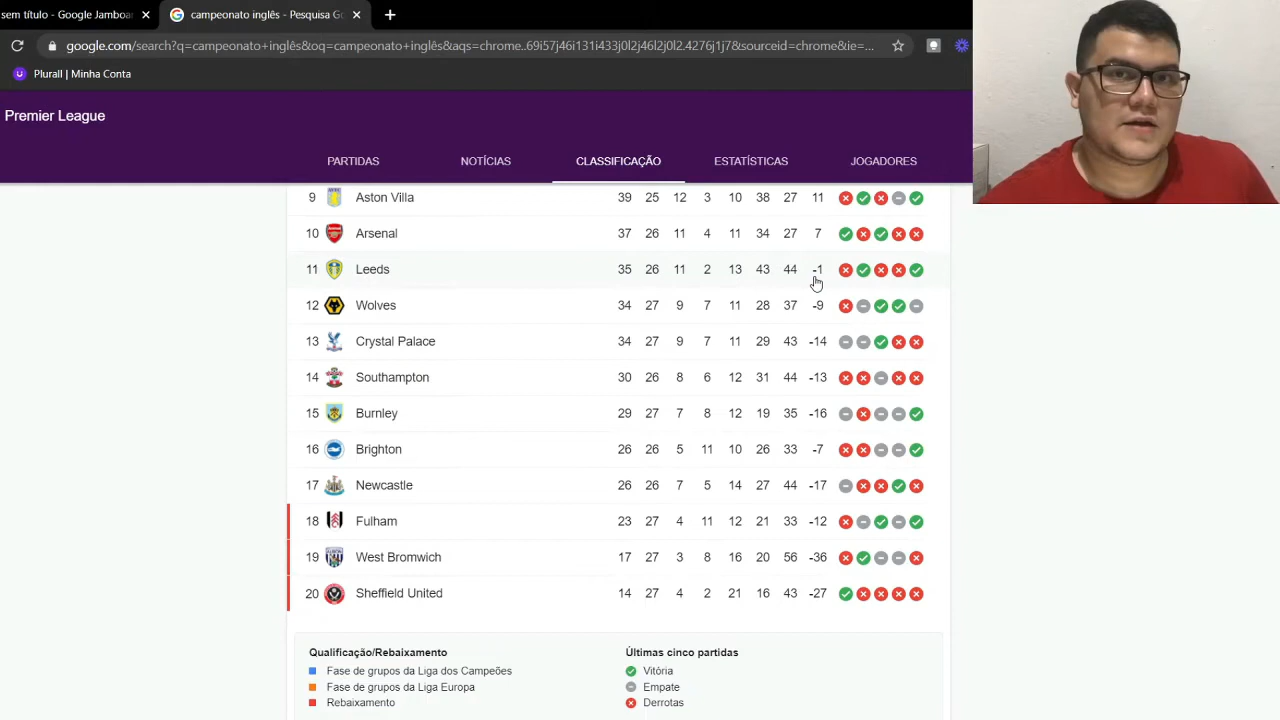 sem título - Google Jamboar
campeonato inglês - Pesquisa Go
google.com/search?q=campeonato+inglês&oq=campeonato+inglês&aqs=chrome..69i57j46i131i433j0l2j46l2j0l2.4276j1j7&sourceid=chrome&ie=...
Plurall | Minha Conta
Premier League
PARTIDAS NOTÍCIAS CLASSIFICAÇÃO ESTATÍSTICAS JOGADORES
9 Aston Villa 39 25 12 3 10 38 27 11
10 Arsenal 37 26 11 4 11 34 27 7
11 Leeds 35 26 11 2 13 43 44 -1
12 Wolves 34 27 9 7 11 28 37 -9
13 Crystal Palace 34 27 9 7 11 29 43 -14
14 Southampton 30 26 8 6 12 31 44 -13
15 Burnley 29 27 7 8 12 19 35 -16
16 Brighton 26 26 5 11 10 26 33 -7
17 Newcastle 26 26 7 5 14 27 44 -17
18 Fulham 23 27 4 11 12 21 33 -12
19 West Bromwich 17 27 3 8 16 20 56 -36
20 Sheffield United 14 27 4 2 21 16 43 -27
Qualificação/Rebaixamento
Fase de grupos da Liga dos Campeões
Fase de grupos da Liga Europa
Rebaixamento
Últimas cinco partidas
Vitória
Empate
Derrotas